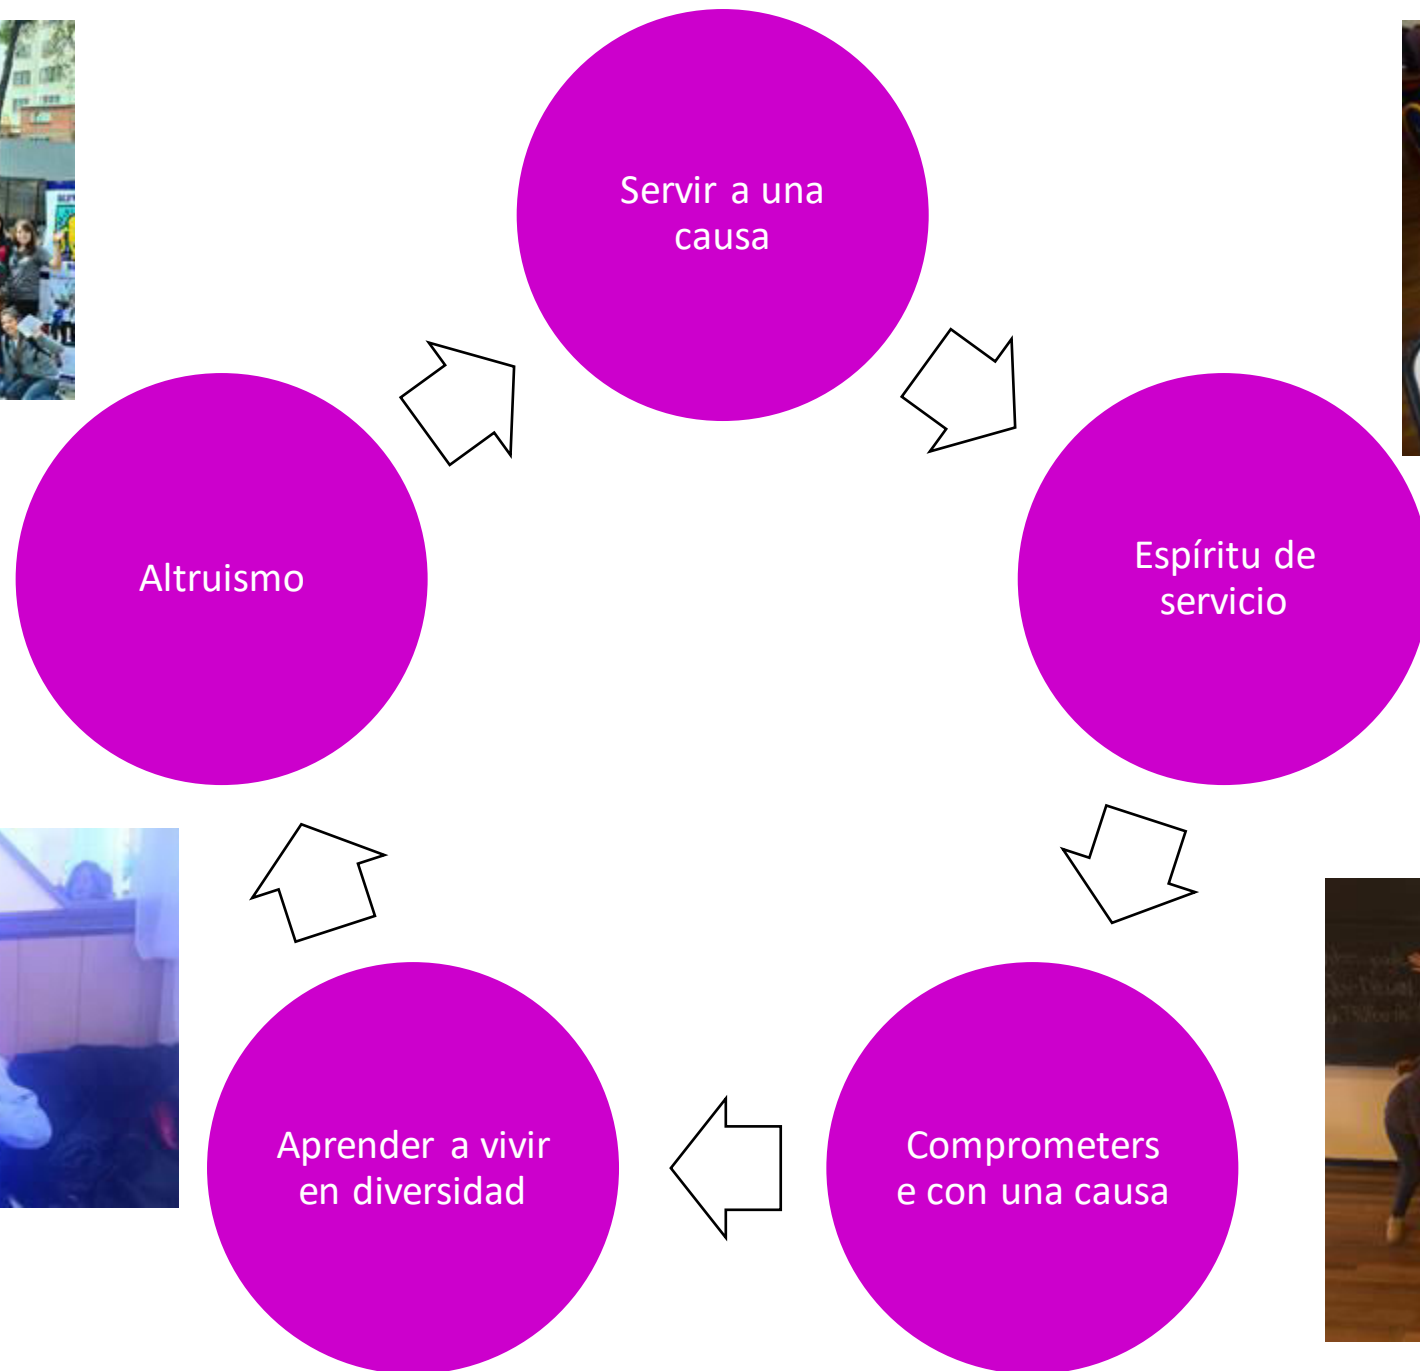 Servir a una
causa
Espíritu de
servicio
Comprometers
e con una causa
Aprender a vivir
en diversidad
Altruismo